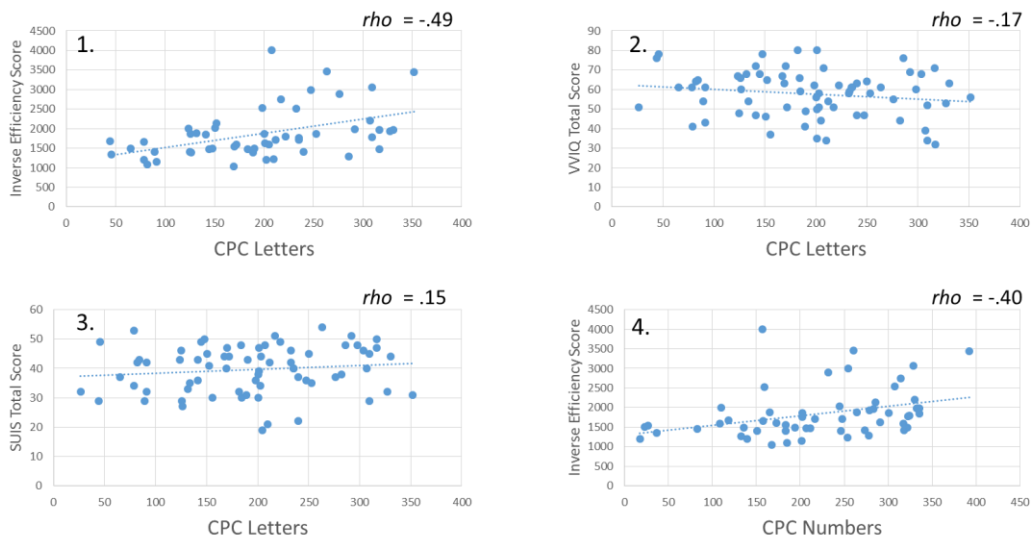 rho = -.49
1.
Inverse Efficiency Score
4500
4000
3500
3000
2500
2000
1500
1000
500
0
0 50 100 150 200 250 300 350 400
CPC Letters
rho = -.17
2.
VVIQ Total Score
90
80
70
60
50
40
30
20
10
0
0 50 100 150 200 250 300 350 400
CPC Letters
rho = .15
3.
SUIS Total Score
60
50
40
30
20
10
0
0 50 100 150 200 250 300 350 400 450
CPC Letters
rho = -.40
4.
Inverse Efficiency Score
4500
4000
3500
3000
2500
2000
1500
1000
500
0
0 50 100 150 200 250 300 350 400 450
CPC Numbers